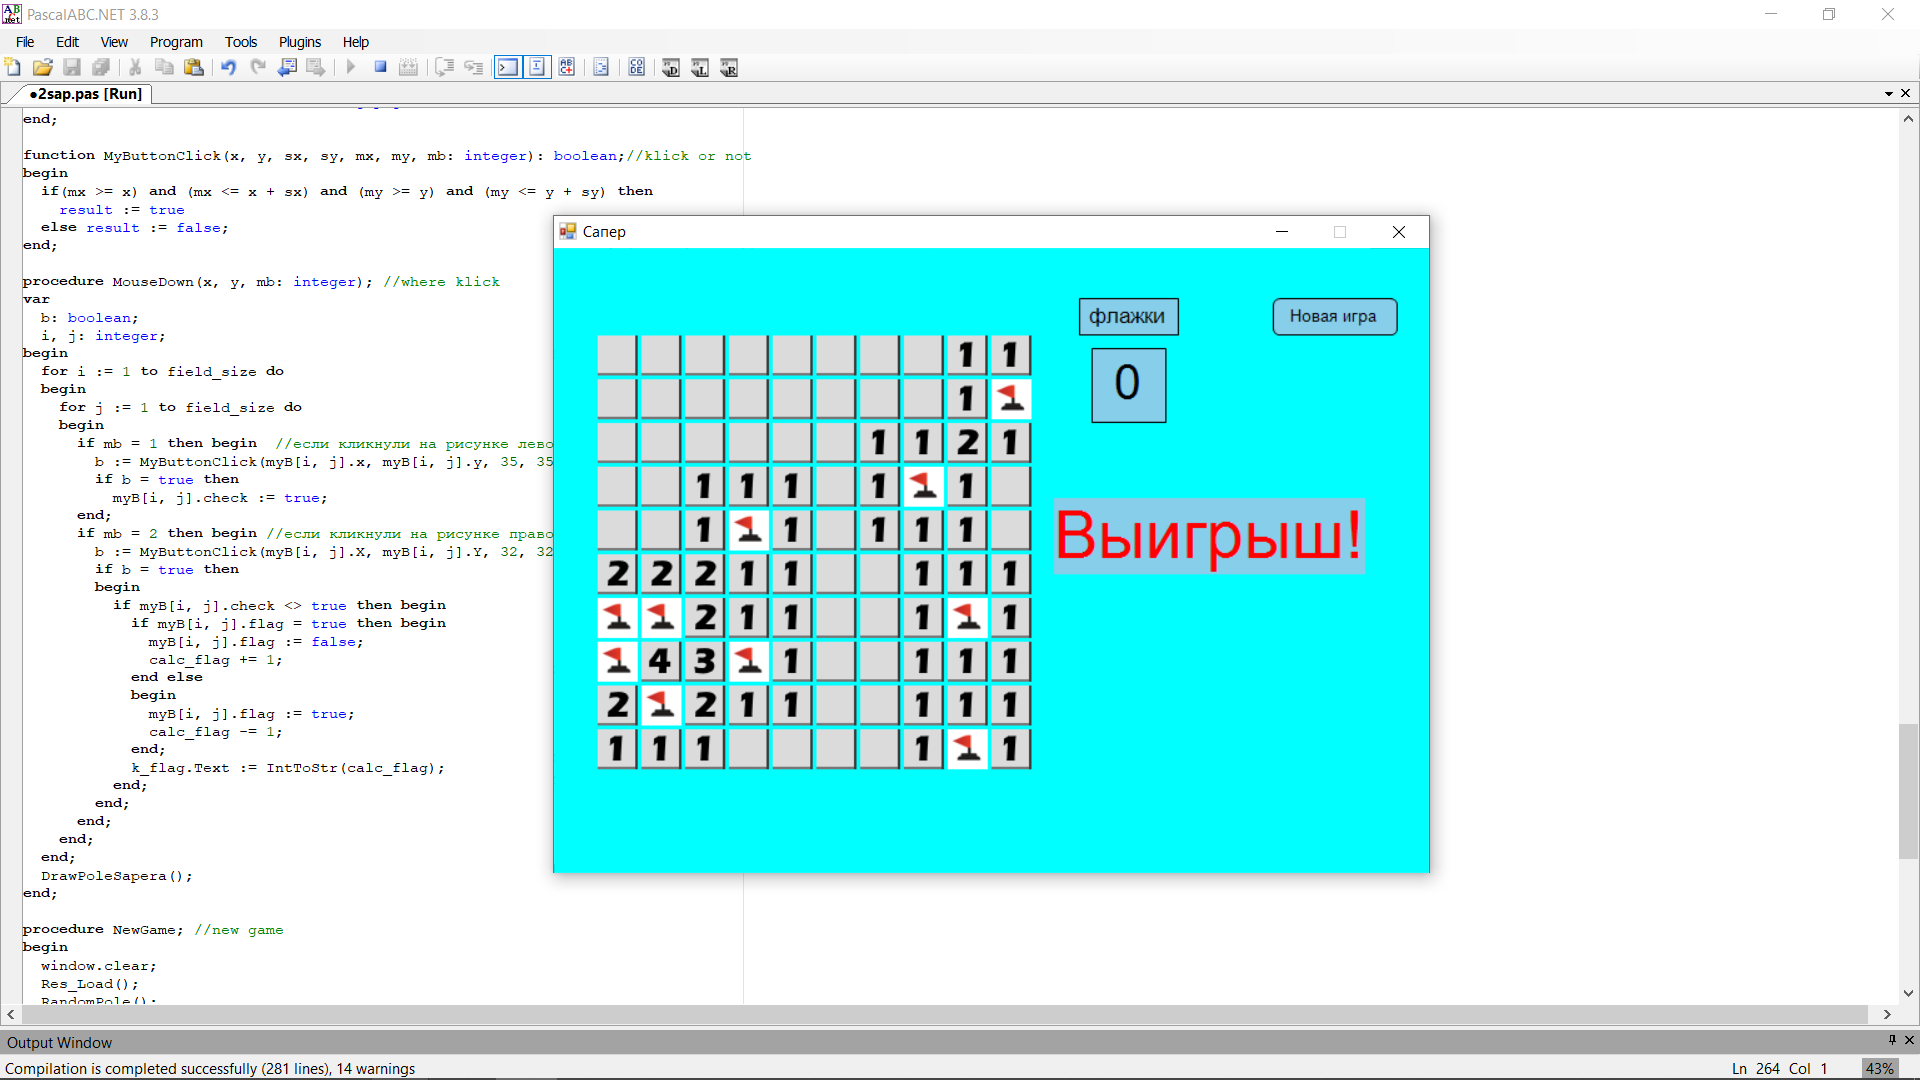 PascalABC.NET 3.8.3
File Edit View Program Tools Plugins Help
●2sap.pas [Run]
end;
function MyButtonClick(x, y, sx, sy, mx, my, mb: integer): boolean;//klick or not
begin
if(mx >= x) and (mx <= x + sx) and (my >= y) and (my <= y + sy) then
result := true
else result := false;
end;
procedure MouseDown(x, y, mb: integer); //where klick
var
b: boolean;
i, j: integer;
begin
for i := 1 to field_size do
begin
for j := 1 to field_size do
begin
if mb = 1 then begin //если кликнули на рисунке лево
b := MyButtonClick(myB[i, j].x, myB[i, j].y, 35, 35
if b = true then
myB[i, j].check := true;
end;
if mb = 2 then begin //если кликнули на рисунке право
b := MyButtonClick(myB[i, j].X, myB[i, j].Y, 32, 32
if b = true then
begin
if myB[i, j].check <> true then begin
if myB[i, j].flag = true then begin
myB[i, j].flag := false;
calc_flag += 1;
end else
begin
myB[i, j].flag := true;
calc_flag -= 1;
end;
k_flag.Text := IntToStr(calc_flag);
end;
end;
end;
end;
end;
DrawPoleSapera();
end;
procedure NewGame; //new game
begin
window.clear;
Res_Load();
RandomPole();
Сапер
флажки
Новая игра
0
1 1
1
1 1 2 1
1 1 1 1 1
1 1 1 1 1
2 2 2 1 1 1 1 1
2 1 1 1 1
4 3 1 1 1 1
2 2 1 1 1 1 1
1 1 1 1 1
Выигрыш!
Output Window
Compilation is completed successfully (281 lines), 14 warnings
Ln 264 Col 1
43%